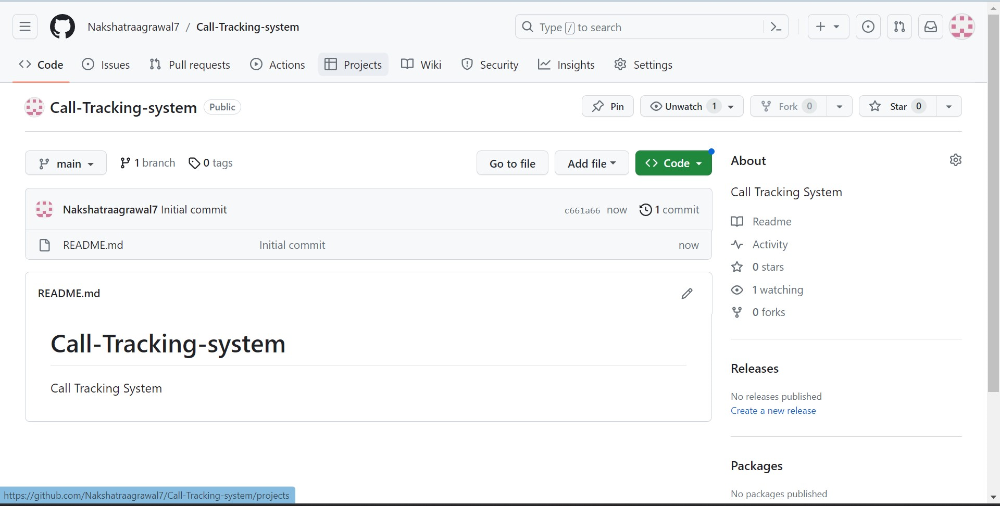 Nakshatraagrawal7 / Call-Tracking-system
Type / to search
Code Issues Pull requests Actions Projects Wiki Security Insights Settings
Call-Tracking-system Public
Pin Unwatch 1 Fork 0 Star 0
main 1 branch 0 tags Go to file Add file Code
Nakshatraagrawal7 Initial commit c661a66 now 1 commit
README.md Initial commit now
README.md
Call-Tracking-system
Call Tracking System
About
Call Tracking System
Readme
Activity
0 stars
1 watching
0 forks
Releases
No releases published
Create a new release
Packages
No packages published
https://github.com/Nakshatraagrawal7/Call-Tracking-system/projects